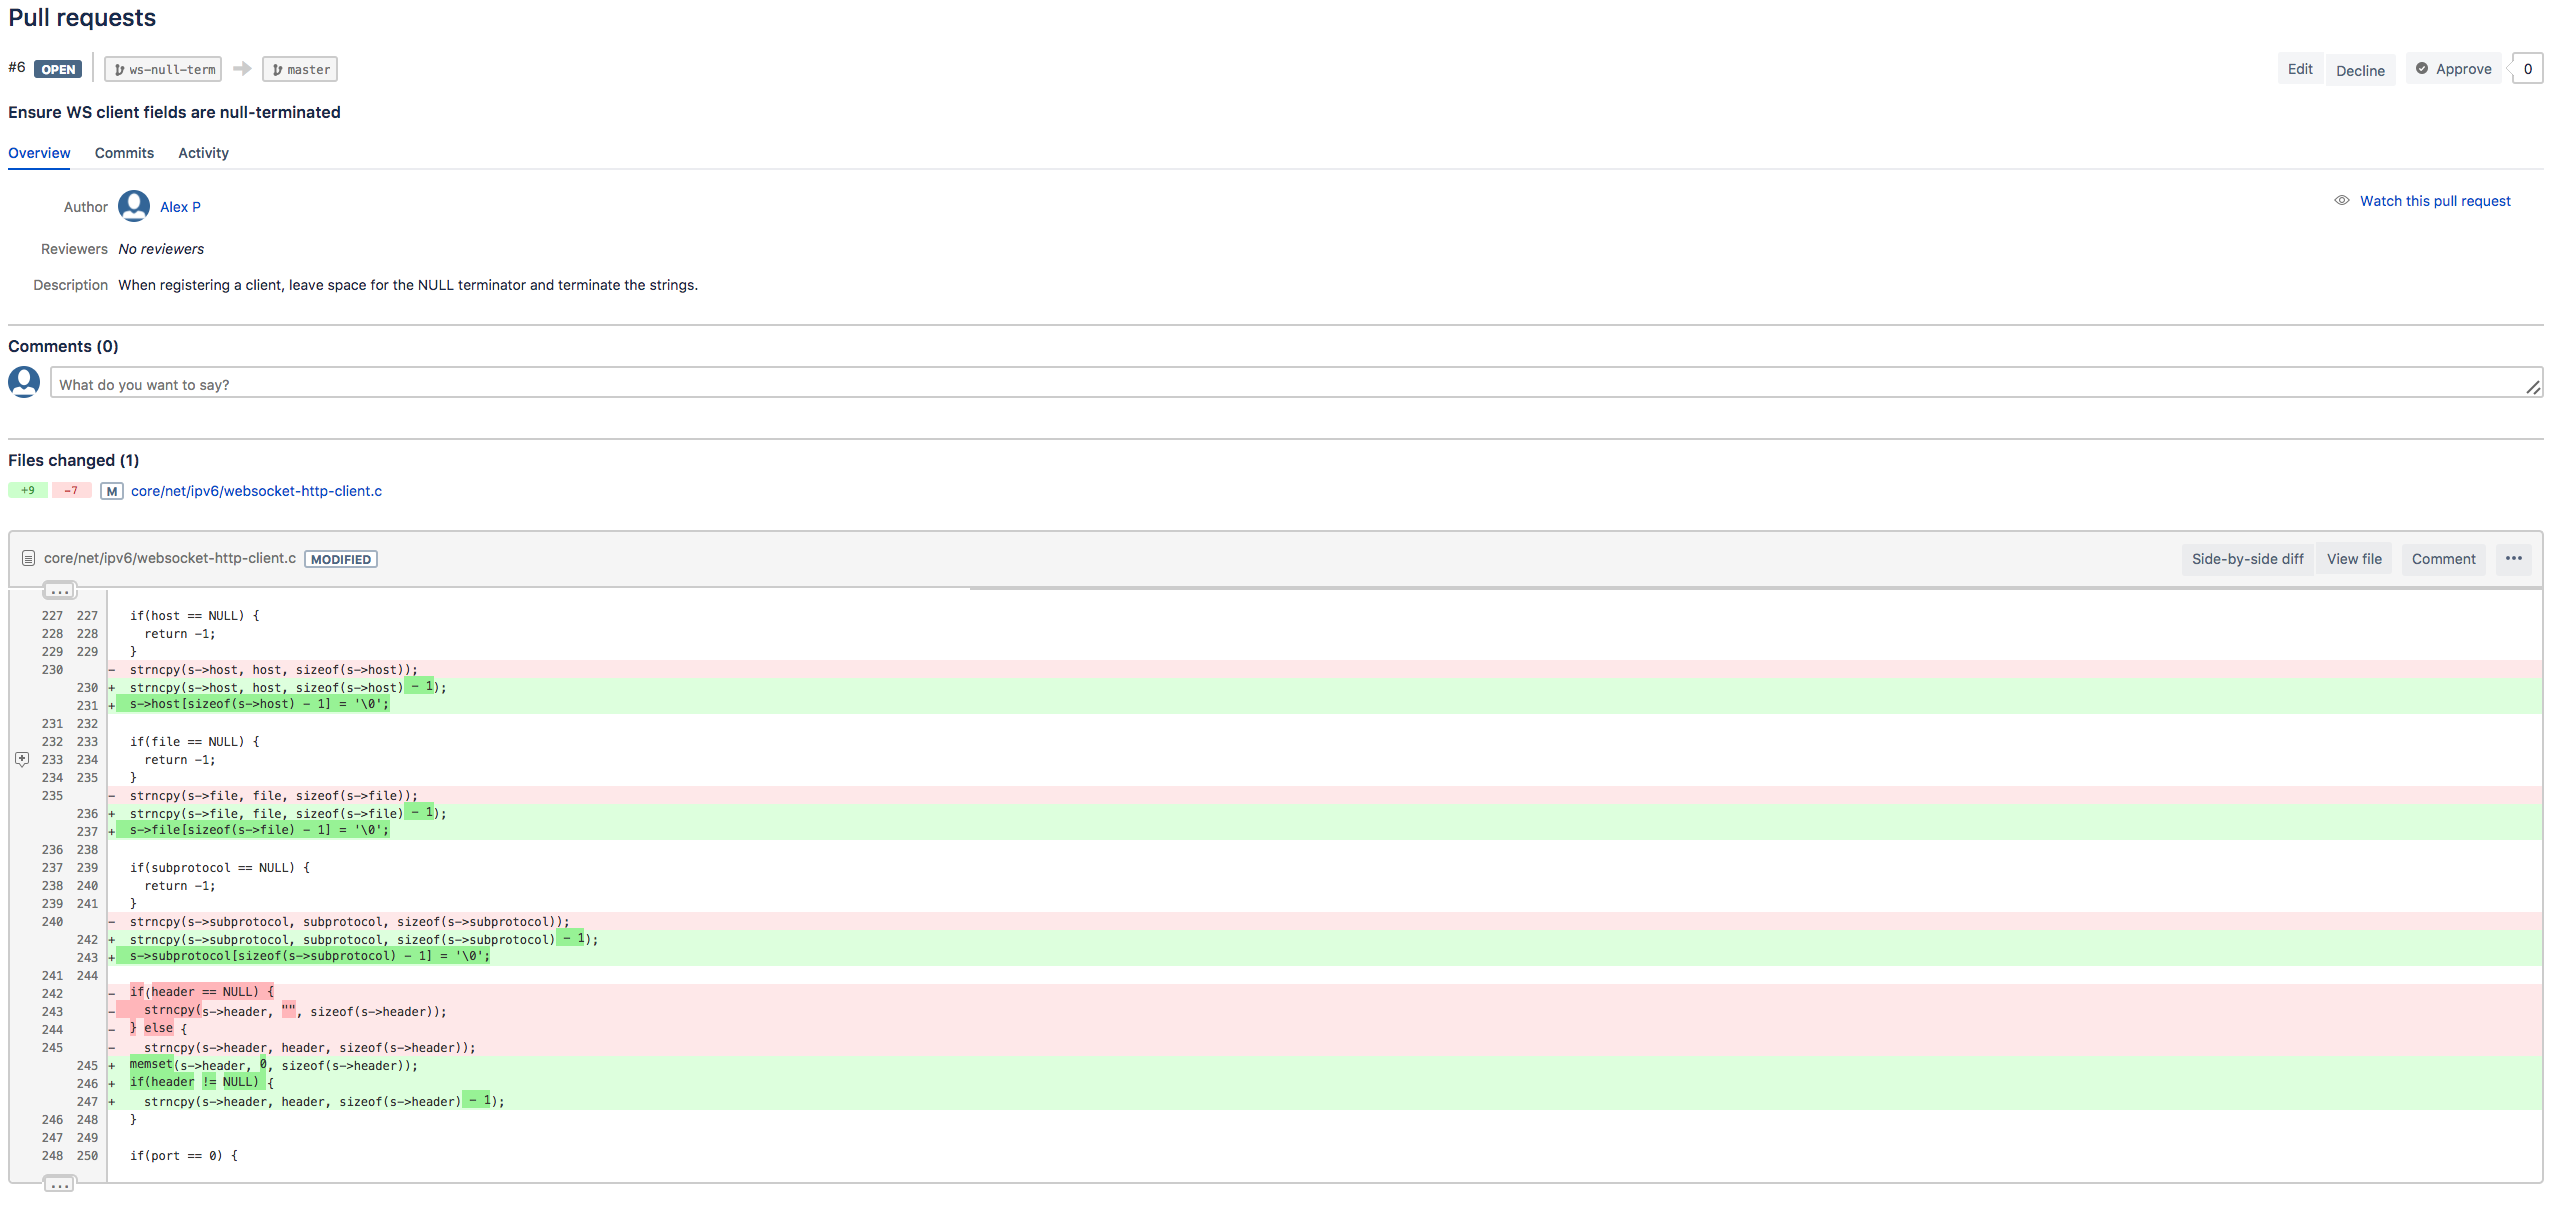 Pull requests
#6 OPEN ws-null-term master Edit Decline Approve 0
Ensure WS client fields are null-terminated
Overview Commits Activity
Author Alex P Watch this pull request
Reviewers No reviewers
Description When registering a client, leave space for the NULL terminator and terminate the strings.
Comments (0)
What do you want to say?
Files changed (1)
+9 -7 M core/net/ipv6/websocket-http-client.c
core/net/ipv6/websocket-http-client.c MODIFIED Side-by-side diff View file Comment •••
...
227 227 if(host == NULL) {
228 228 return -1;
229 229 }
230 - strncpy(s->host, host, sizeof(s->host));
230 + strncpy(s->host, host, sizeof(s->host) - 1);
231 + s->host[sizeof(s->host) - 1] = '\0';
231 232
232 233 if(file == NULL) {
233 234 return -1;
234 235 }
235 - strncpy(s->file, file, sizeof(s->file));
236 + strncpy(s->file, file, sizeof(s->file) - 1);
237 + s->file[sizeof(s->file) - 1] = '\0';
236 238
237 239 if(subprotocol == NULL) {
238 240 return -1;
239 241 }
240 - strncpy(s->subprotocol, subprotocol, sizeof(s->subprotocol));
242 + strncpy(s->subprotocol, subprotocol, sizeof(s->subprotocol) - 1);
243 + s->subprotocol[sizeof(s->subprotocol) - 1] = '\0';
241 244
242 - if(header == NULL) {
243 - strncpy(s->header, "", sizeof(s->header));
244 - } else {
245 - strncpy(s->header, header, sizeof(s->header));
245 + memset(s->header, 0, sizeof(s->header));
246 + if(header != NULL) {
247 + strncpy(s->header, header, sizeof(s->header) - 1);
246 248 }
247 249
248 250 if(port == 0) {
...